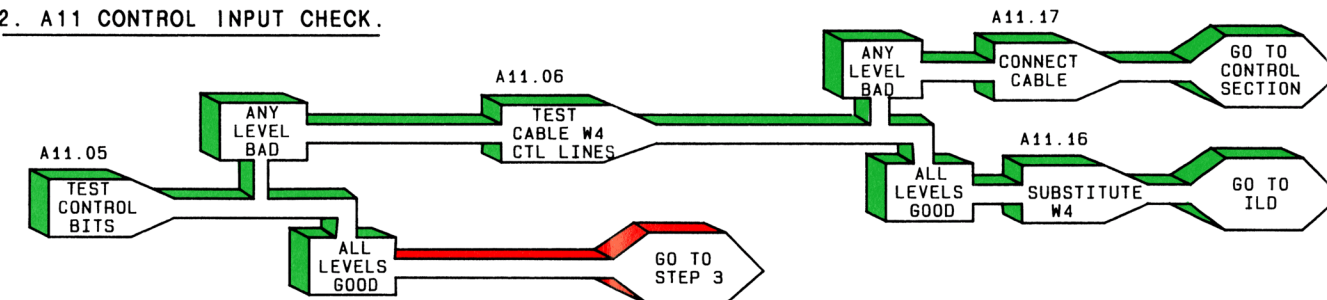 2. A11 CONTROL INPUT CHECK.
A11.05
TEST
CONTROL
BITS
ANY
LEVEL
BAD
ALL
LEVELS
GOOD
GO TO
STEP 3
A11.06
TEST
CABLE W4
CTL LINES
ANY
LEVEL
BAD
A11.17
CONNECT
CABLE
GO TO
CONTROL
SECTION
ALL
LEVELS
GOOD
A11.16
SUBSTITUTE
W4
GO TO
ILD